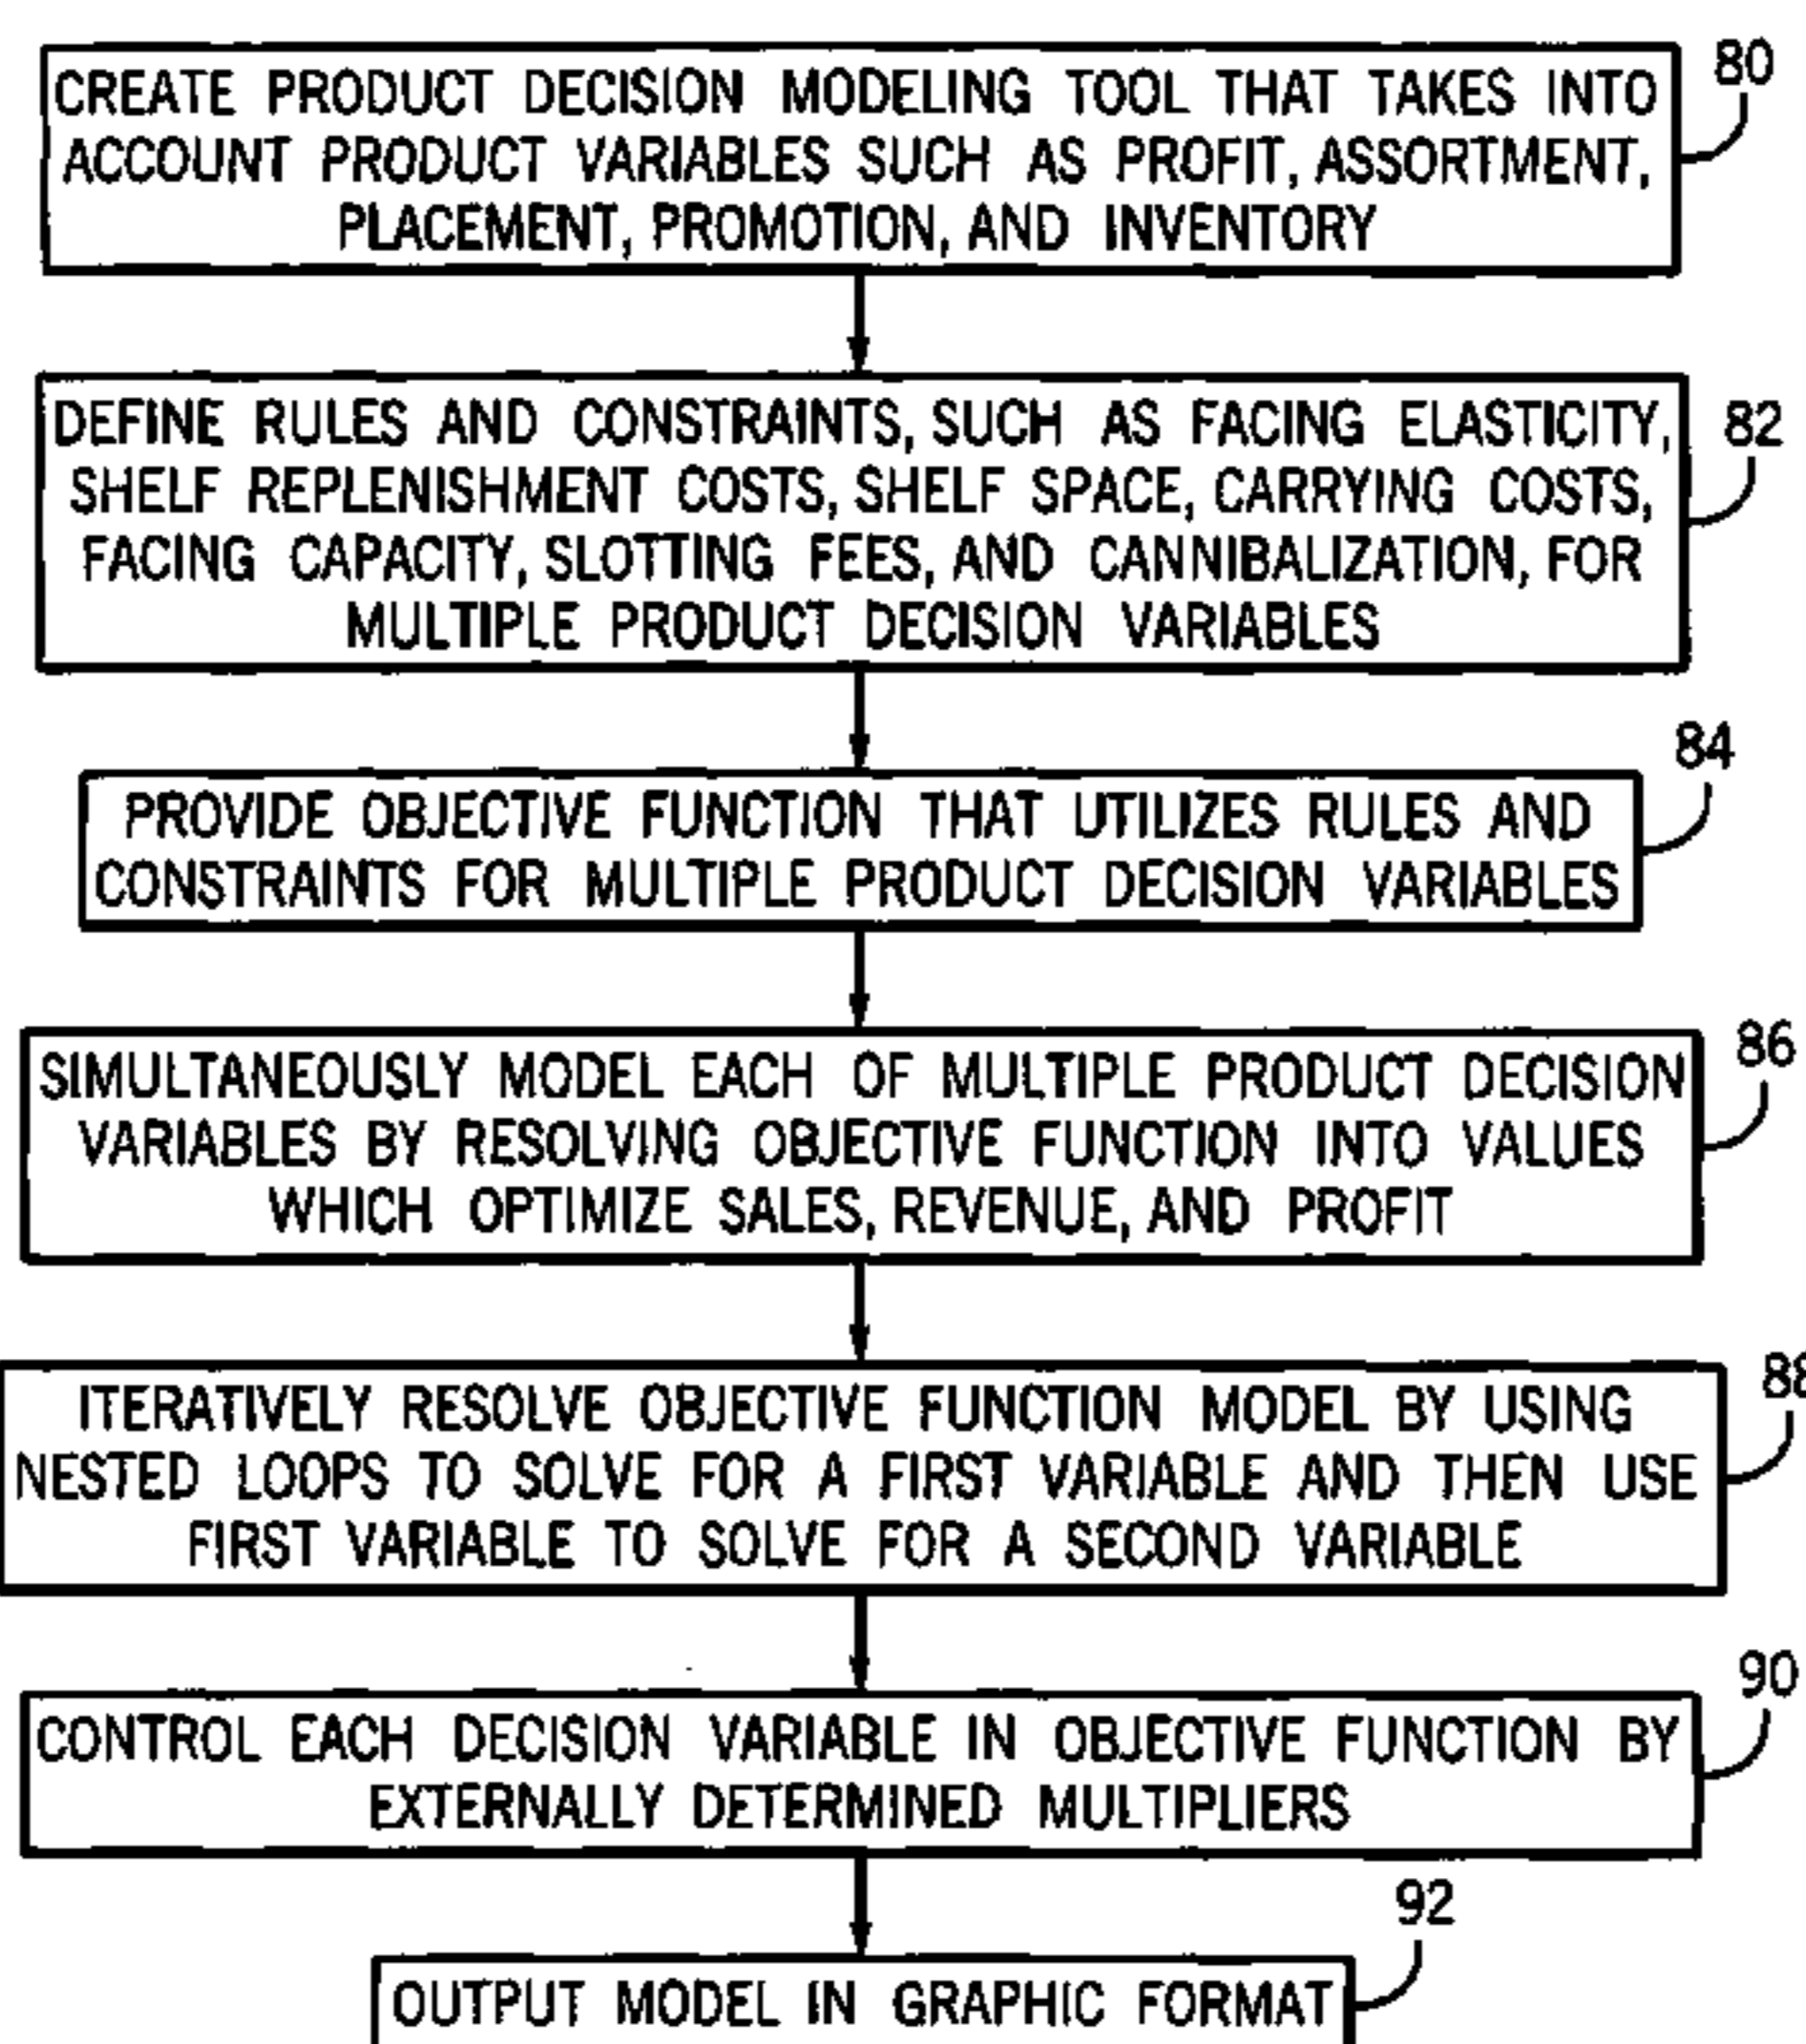 80
CREATE PRODUCT DECISION MODELING TOOL THAT TAKES INTO
ACCOUNT PRODUCT VARIABLES SUCH AS PROFIT, ASSORTMENT,
PLACEMENT, PROMOTION, AND INVENTORY
82
DEFINE RULES AND CONSTRAINTS, SUCH AS FACING ELASTICITY,
SHELF REPLENISHMENT COSTS, SHELF SPACE, CARRYING COSTS,
FACING CAPACITY, SLOTTING FEES, AND CANNIBALIZATION, FOR
MULTIPLE PRODUCT DECISION VARIABLES
84
PROVIDE OBJECTIVE FUNCTION THAT UTILIZES RULES AND
CONSTRAINTS FOR MULTIPLE PRODUCT DECISION VARIABLES
86
SIMULTANEOUSLY MODEL EACH OF MULTIPLE PRODUCT DECISION
VARIABLES BY RESOLVING OBJECTIVE FUNCTION INTO VALUES
WHICH OPTIMIZE SALES, REVENUE, AND PROFIT
88
ITERATIVELY RESOLVE OBJECTIVE FUNCTION MODEL BY USING
NESTED LOOPS TO SOLVE FOR A FIRST VARIABLE AND THEN USE
FIRST VARIABLE TO SOLVE FOR A SECOND VARIABLE
90
CONTROL EACH DECISION VARIABLE IN OBJECTIVE FUNCTION BY
EXTERNALLY DETERMINED MULTIPLIERS
92
OUTPUT MODEL IN GRAPHIC FORMAT